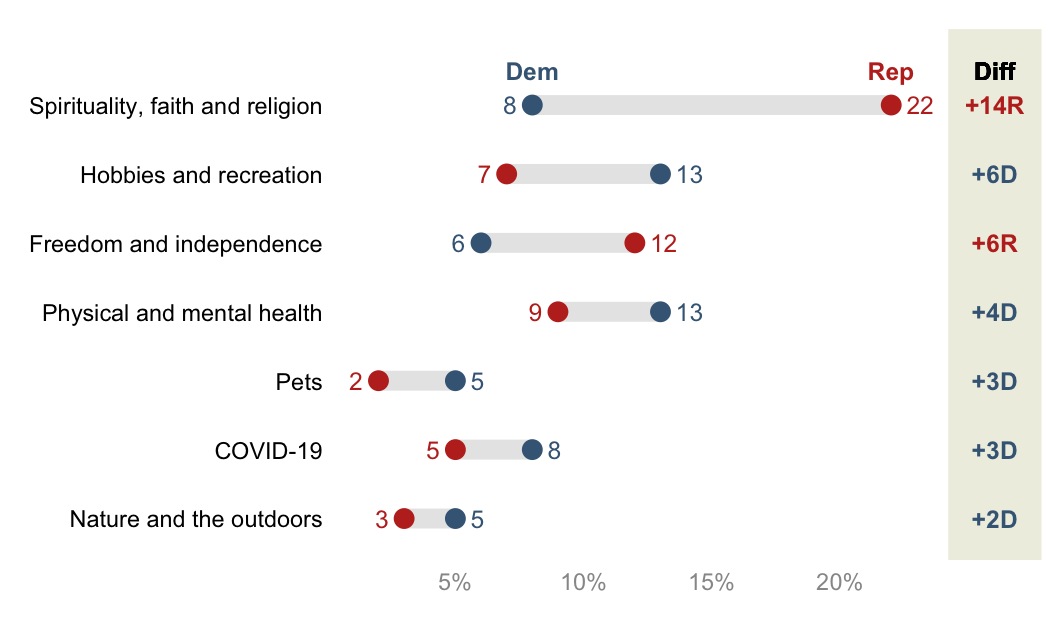 Dem Rep Diff
Spirituality, faith and religion 8 22 +14R
Hobbies and recreation 7 13 +6D
Freedom and independence 6 12 +6R
Physical and mental health 9 13 +4D
Pets 2 5 +3D
COVID-19 5 8 +3D
Nature and the outdoors 3 5 +2D
5% 10% 15% 20%